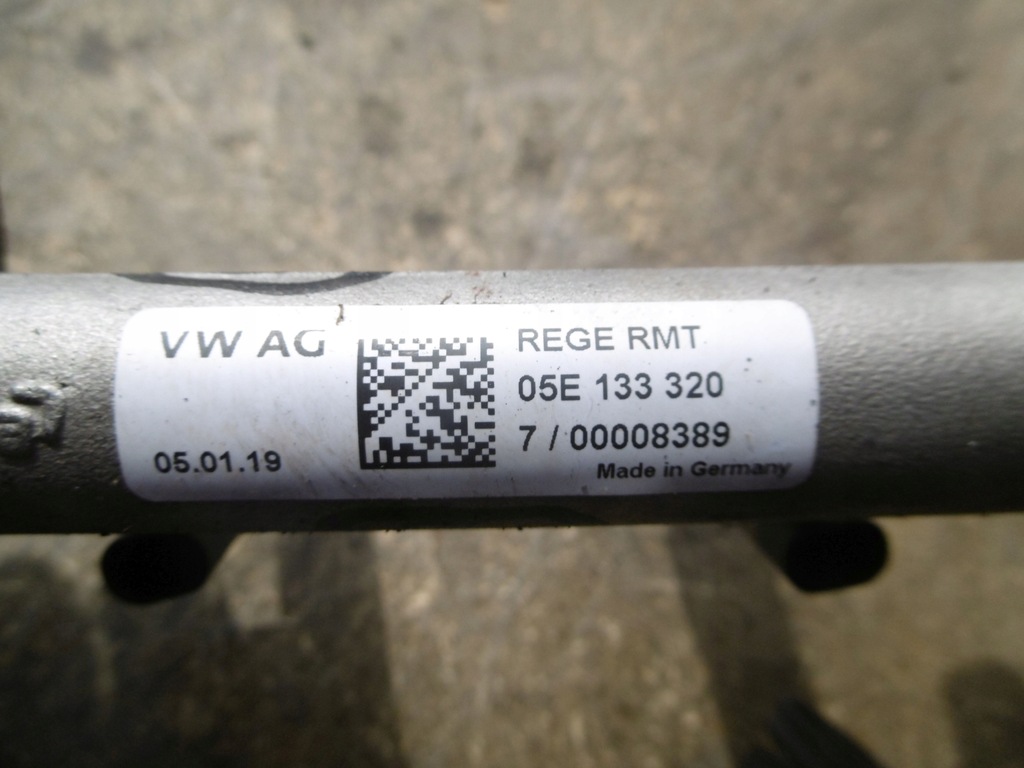 VW AG
05.01.19
REGE RMT
05E 133 320
7 / 00008389
Made in Germany